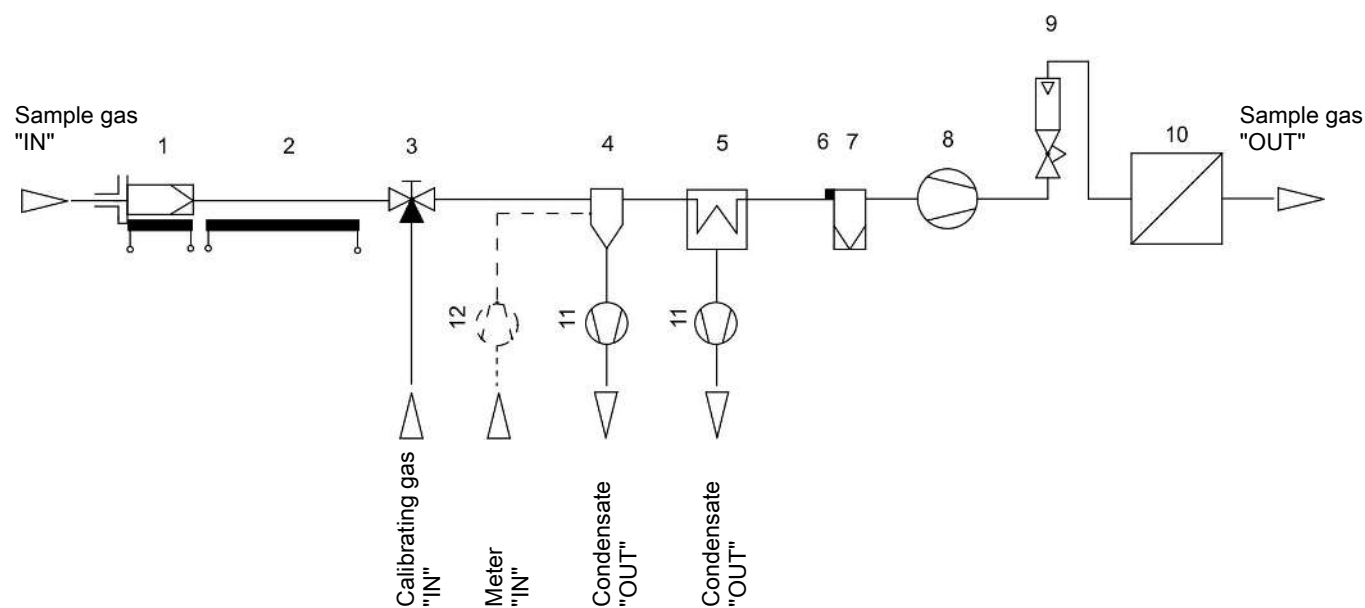 9
Sample gas
"IN"
1
2
3
4
5
6
7
8
10
Sample gas
"OUT"
12
11
11
Calibrating gas
"IN"
Meter
"IN"
Condensate
"OUT"
Condensate
"OUT"